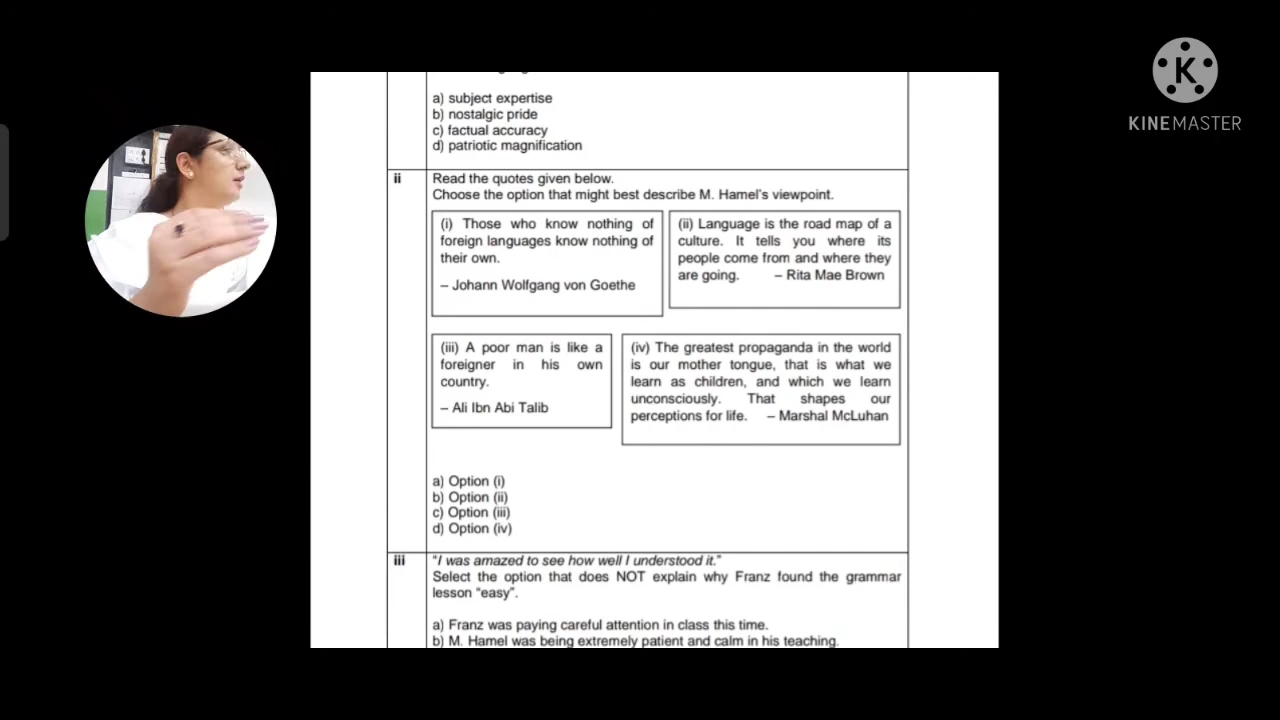 a) subject expertise
b) nostalgic pride
c) factual accuracy
d) patriotic magnification
ii
Read the quotes given below.
Choose the option that might best describe M. Hamel's viewpoint.
(i) Those who know nothing of
foreign languages know nothing of
their own.
– Johann Wolfgang von Goethe
(ii) Language is the road map of a
culture. It tells you where its
people come from and where they
are going. – Rita Mae Brown
(iii) A poor man is like a
foreigner in his own
country.
– Ali Ibn Abi Talib
(iv) The greatest propaganda in the world
is our mother tongue, that is what we
learn as children, and which we learn
unconsciously. That shapes our
perceptions for life. – Marshal McLuhan
a) Option (i)
b) Option (ii)
c) Option (iii)
d) Option (iv)
iii
"I was amazed to see how well I understood it."
Select the option that does NOT explain why Franz found the grammar
lesson "easy".
a) Franz was paying careful attention in class this time.
b) M. Hamel was being extremely patient and calm in his teaching.
K
KINEMASTER